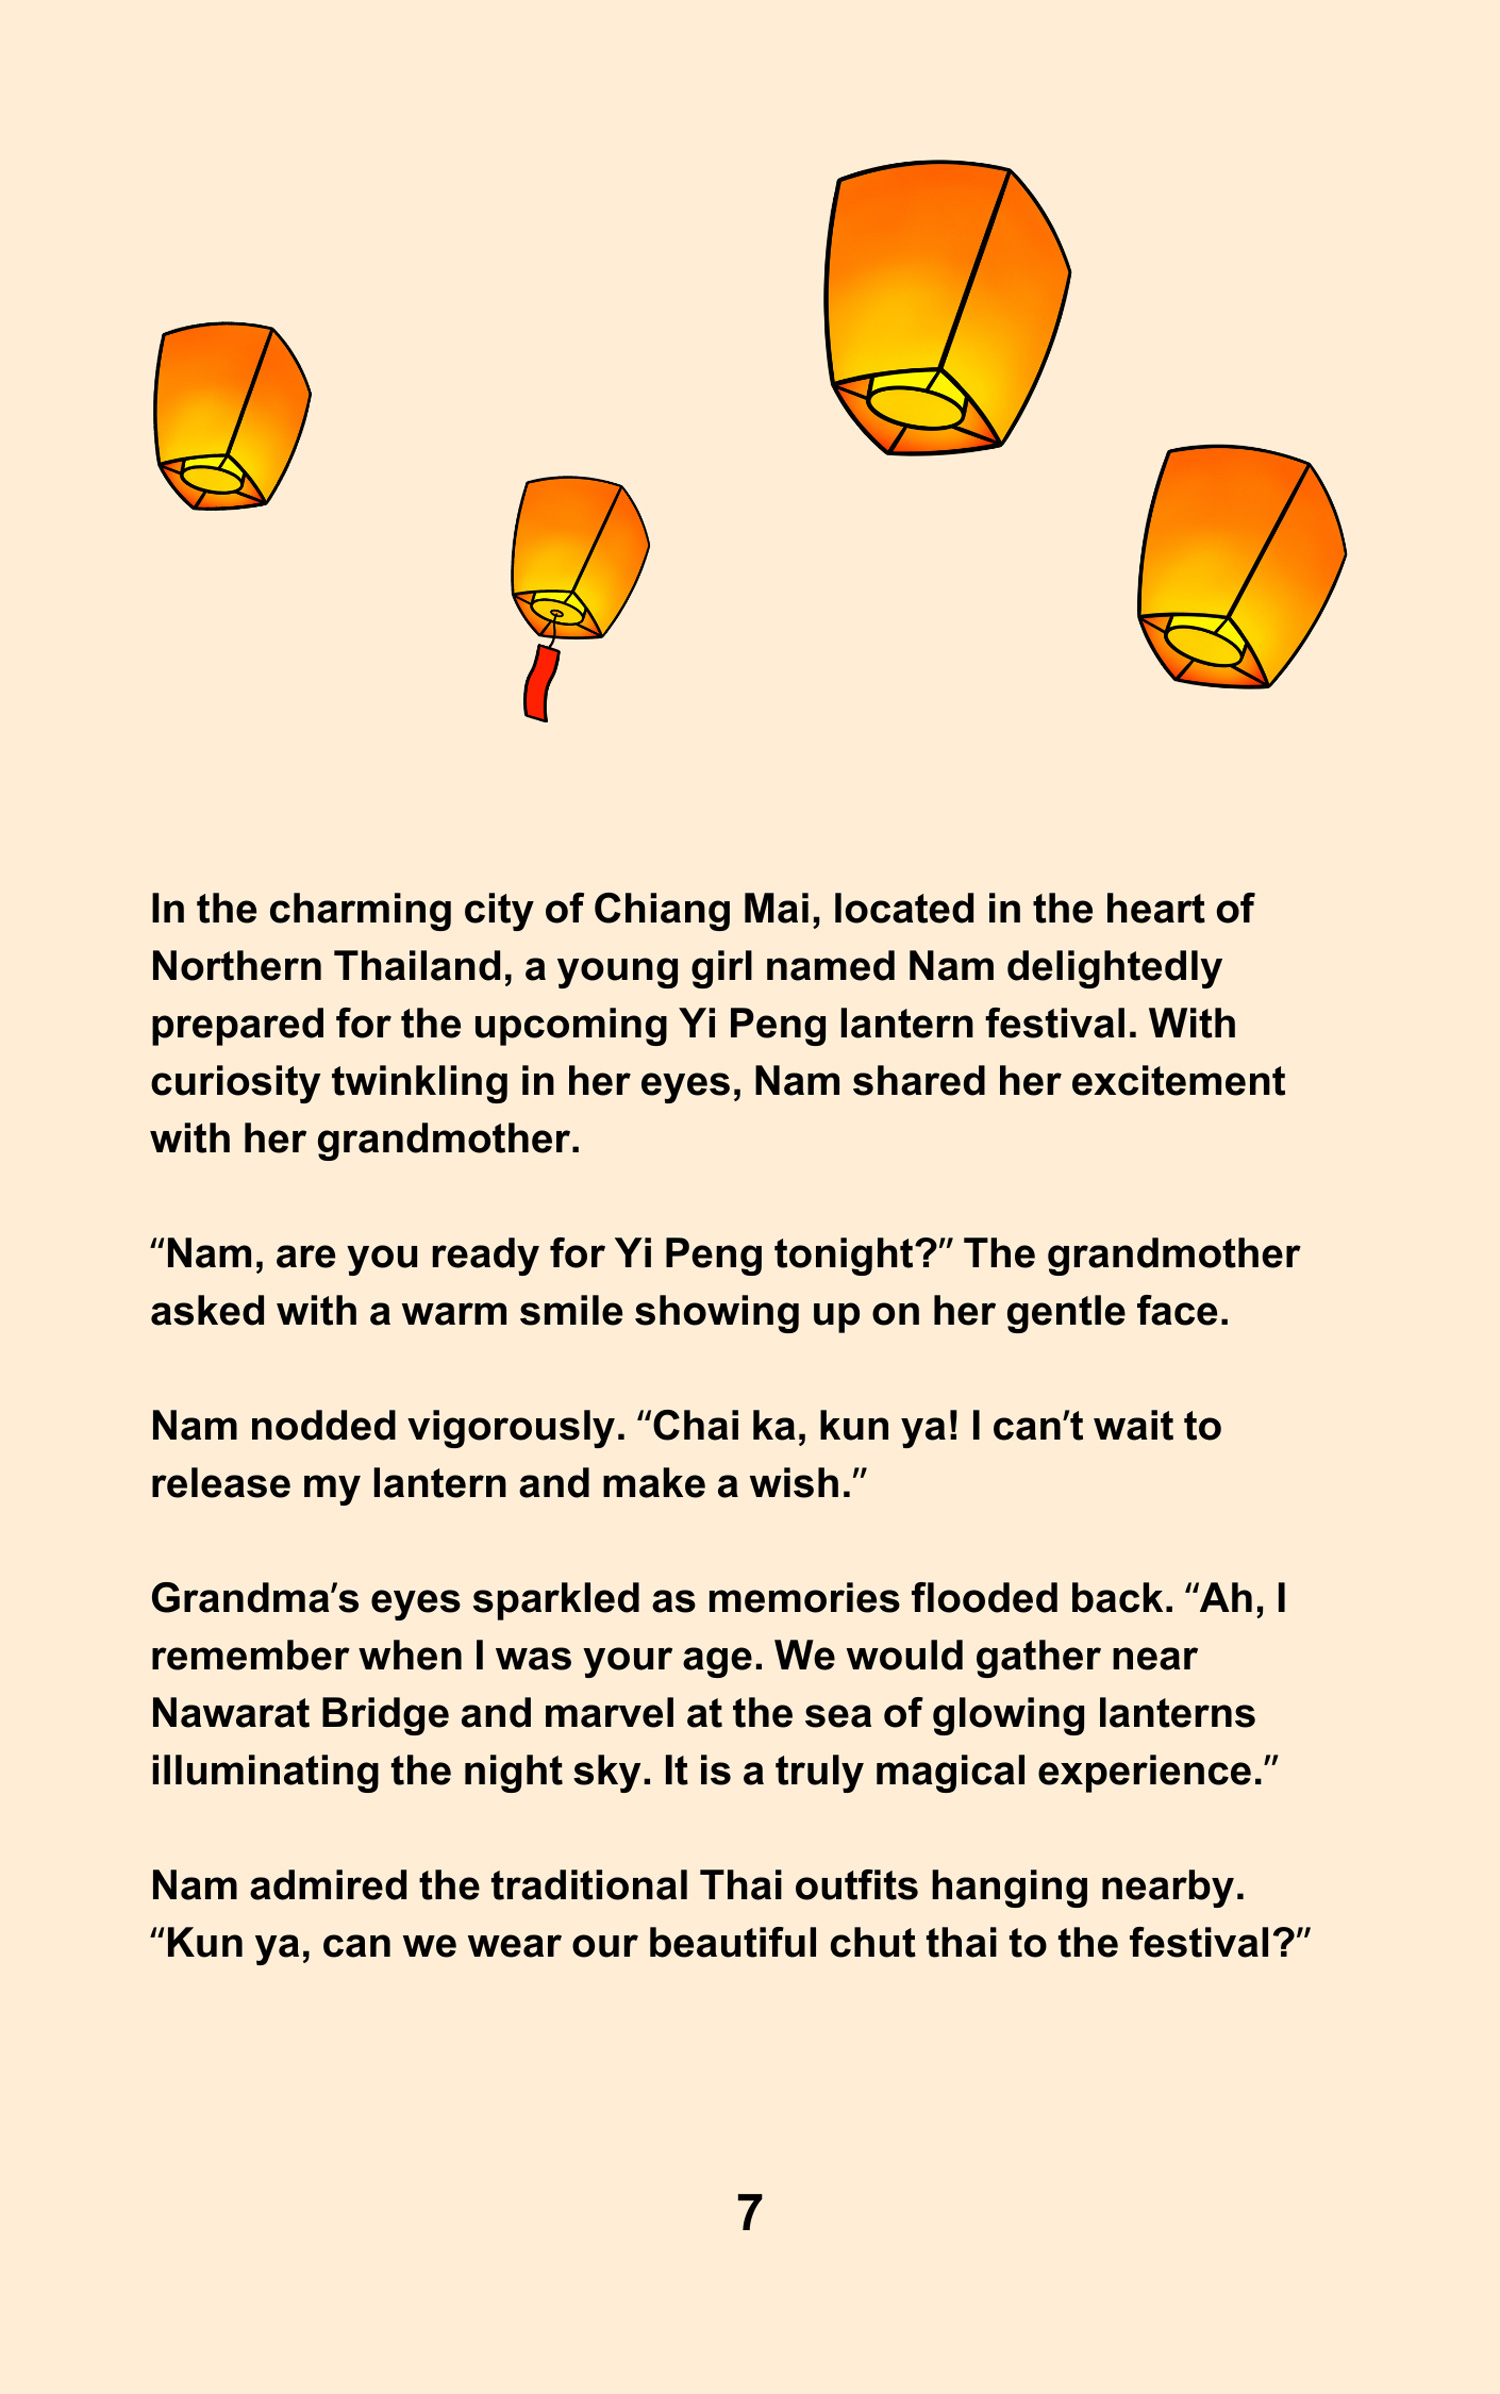 In the charming city of Chiang Mai, located in the heart of
Northern Thailand, a young girl named Nam delightedly
prepared for the upcoming Yi Peng lantern festival. With
curiosity twinkling in her eyes, Nam shared her excitement
with her grandmother.
“Nam, are you ready for Yi Peng tonight?” The grandmother
asked with a warm smile showing up on her gentle face.
Nam nodded vigorously. “Chai ka, kun ya! I can’t wait to
release my lantern and make a wish.”
Grandma’s eyes sparkled as memories flooded back. “Ah, I
remember when I was your age. We would gather near
Nawarat Bridge and marvel at the sea of glowing lanterns
illuminating the night sky. It is a truly magical experience.”
Nam admired the traditional Thai outfits hanging nearby.
“Kun ya, can we wear our beautiful chut thai to the festival?”
7